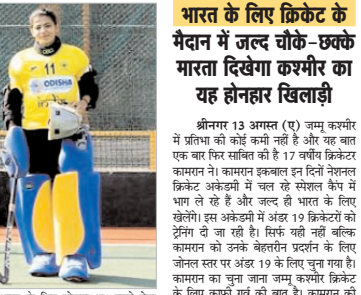 11
ODISHA
भारत के लिए क्रिकेट के
मैदान में जल्द चौके-छक्के
मारता दिखेगा कश्मीर का
यह होनहार खिलाड़ी
श्रीनगर 13 अगस्त (ए) जम्मू कश्मीर
में प्रतिभा की कोई कमी नहीं है और यह बात
एक बार फिर साबित की है 17 वर्षीय क्रिकेटर
कामरान ने। कामरान इकबाल इन दिनों नेशनल
क्रिकेट अकेडमी में चल रहे स्पेशल कैंप में
भाग ले रहे हैं और जल्द ही भारत के लिए
खेलेंगे। इस अकेडमी में अंडर 19 क्रिकेटरों को
ट्रेनिंग दी जा रही है। सिर्फ यही नहीं बल्कि
कामरान को उनके बेहतरीन प्रदर्शन के लिए
जोनल स्तर पर अंडर 19 के लिए चुना गया है।
कामरान का चुना जाना जम्मू कश्मीर क्रिकेट
के लिए काफी गर्व की बात है। कामरान की